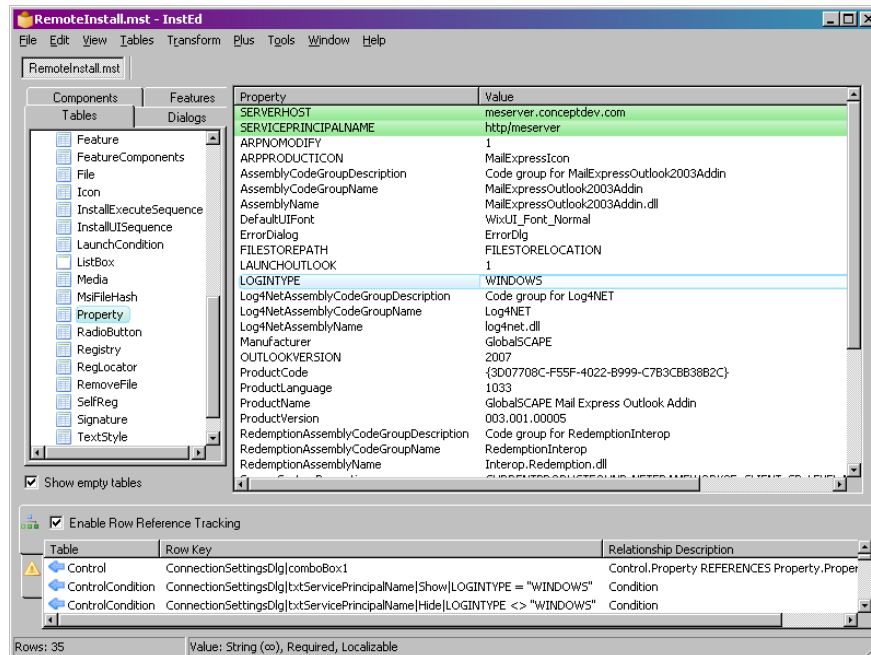 RemoteInstall.mst - InstEd
File Edit View Tables Transform Plus Tools Window Help
RemoteInstall.mst
Components Features
Tables Dialogs
Feature
FeatureComponents
File
Icon
InstallExecuteSequence
InstallUISequence
LaunchCondition
ListBox
Media
MsiFileHash
Property
RadioButton
Registry
RegLocator
RemoveFile
SelfReg
Signature
TextStyle
Show empty tables
Property Value
SERVERHOST meserver.conceptdev.com
SERVICEPRINCIPALNAME http/meserver
ARPNOMODIFY 1
ARPPRODUCTICON MailExpressIcon
AssemblyCodeGroupDescription Code group for MailExpressOutlook2003Addin
AssemblyCodeGroupName MailExpressOutlook2003Addin
AssemblyName MailExpressOutlook2003Addin.dll
DefaultUIFont WixUI_Font_Normal
ErrorDialog ErrorDlg
FILESTOREPATH FILESTORELOCATION
LAUNCHOUTLOOK 1
LOGINTYPE WINDOWS
Log4NetAssemblyCodeGroupDescription Code group for Log4NET
Log4NetAssemblyCodeGroupName Log4NET
Log4NetAssemblyName log4net.dll
Manufacturer GlobalSCAPE
OUTLOOKVERSION 2007
ProductCode {3D07708C-F55F-4022-B999-C7B3CBB38B2C}
ProductLanguage 1033
ProductName GlobalSCAPE Mail Express Outlook Addin
ProductVersion 003.001.00005
RedemptionAssemblyCodeGroupDescription Code group for RedemptionInterop
RedemptionAssemblyCodeGroupName RedemptionInterop
RedemptionAssemblyName Interop.Redemption.dll
Enable Row Reference Tracking
Table Row Key Relationship Description
Control ConnectionSettingsDlg|comboBox1 Control.Property REFERENCES Property.Proper
ControlCondition ConnectionSettingsDlg|txtServicePrincipalName|Show|LOGINTYPE = "WINDOWS" Condition
ControlCondition ConnectionSettingsDlg|txtServicePrincipalName|Hide|LOGINTYPE <> "WINDOWS" Condition
Rows: 35 Value: String (∞), Required, Localizable